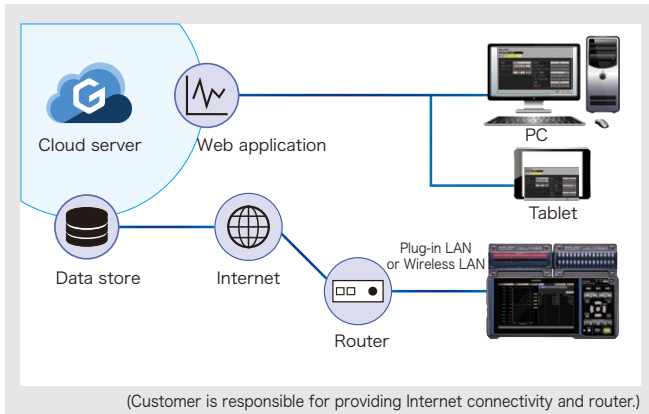 Cloud server
Web application
PC
Tablet
Data store
Internet
Plug-in LAN
or Wireless LAN
Router
(Customer is responsible for providing Internet connectivity and router.)